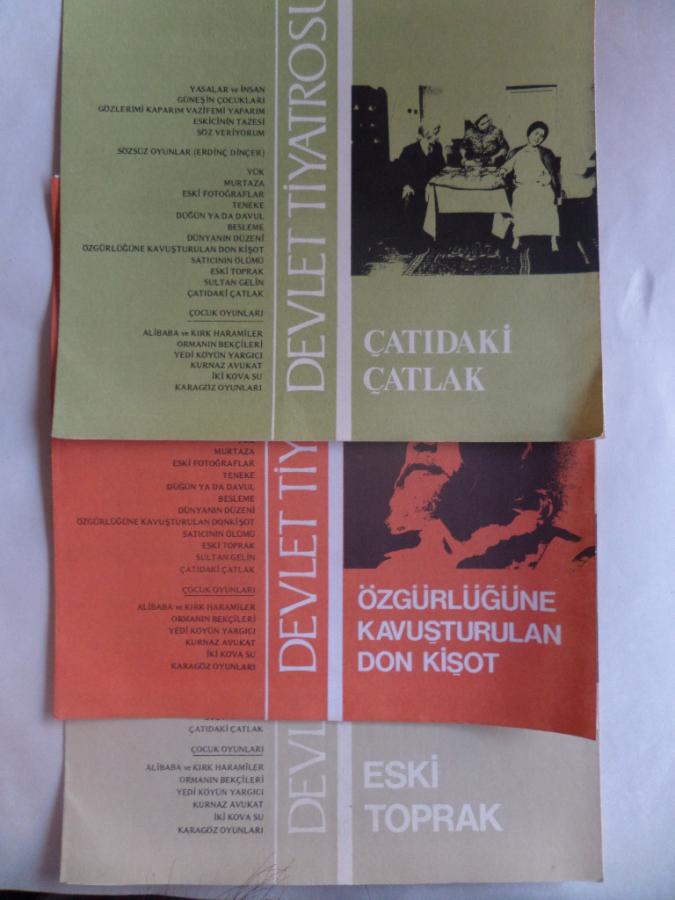 YASALAR ve İNSAN
GÜNEŞİN ÇOCUKLARI
GÖZLERİMİ KAPARIM VAZİFEMİ YAPARIM
ESKİCİNİN TAZESİ
SÖZ VERİYORUM
SÖZSÜZ OYUNLAR (ERDİNÇ DİNÇER)
YÜK
MURTAZA
ESKİ FOTOĞRAFLAR
TENEKE
DÜĞÜN YA DA DAVUL
BESLEME
DÜNYANIN DÜZENİ
ÖZGÜRLÜĞÜNE KAVUŞTURULAN DON KİŞOT
SATICININ ÖLÜMÜ
ESKİ TOPRAK
SULTAN GELİN
ÇATIDAKİ ÇATLAK
ÇOCUK OYUNLARI
ALİBABA ve KIRK HARAMİLER
ORMANIN BEKÇİLERİ
YEDİ KÖYÜN YARGICI
KURNAZ AVUKAT
İKİ KOVA SU
KARAGÖZ OYUNLARI
DEVLET TİYATROSU
ÇATIDAKİ
ÇATLAK
MURTAZA
ESKİ FOTOĞRAFLAR
TENEKE
DÜĞÜN YA DA DAVUL
BESLEME
DÜNYANIN DÜZENİ
ÖZGÜRLÜĞÜNE KAVUŞTURULAN DONKİŞOT
SATICININ ÖLÜMÜ
ESKİ TOPRAK
SULTAN GELİN
ÇATIDAKİ ÇATLAK
ÇOCUK OYUNLARI
ALİBABA ve KIRK HARAMİLER
ORMANIN BEKÇİLERİ
YEDİ KÖYÜN YARGICI
KURNAZ AVUKAT
İKİ KOVA SU
KARAGÖZ OYUNLARI
DEVLET TİY
ÖZGÜRLÜĞÜNE
KAVUŞTURULAN
DON KİŞOT
ÇATIDAKİ ÇATLAK
ÇOCUK OYUNLARI
ALİBABA ve KIRK HARAMİLER
ORMANIN BEKÇİLERİ
YEDİ KÖYÜN YARGICI
KURNAZ AVUKAT
İKİ KOVA SU
KARAGÖZ OYUNLARI
DEVL
ESKİ
TOPRAK